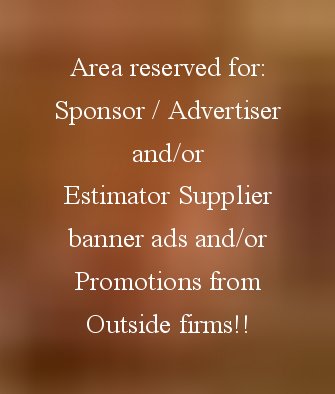 Area reserved for:
Sponsor / Advertiser
and/or
Estimator Supplier
banner ads and/or
Promotions from
Outside firms!!